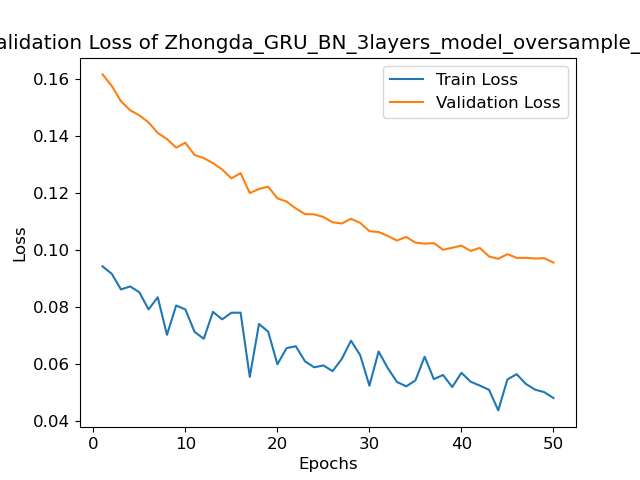 alidation Loss of Zhongda_GRU_BN_3layers_model_oversample_
Train Loss
Validation Loss
0.16
0.14
0.12
0.10
0.08
0.06
0.04
Loss
0 10 20 30 40 50
Epochs